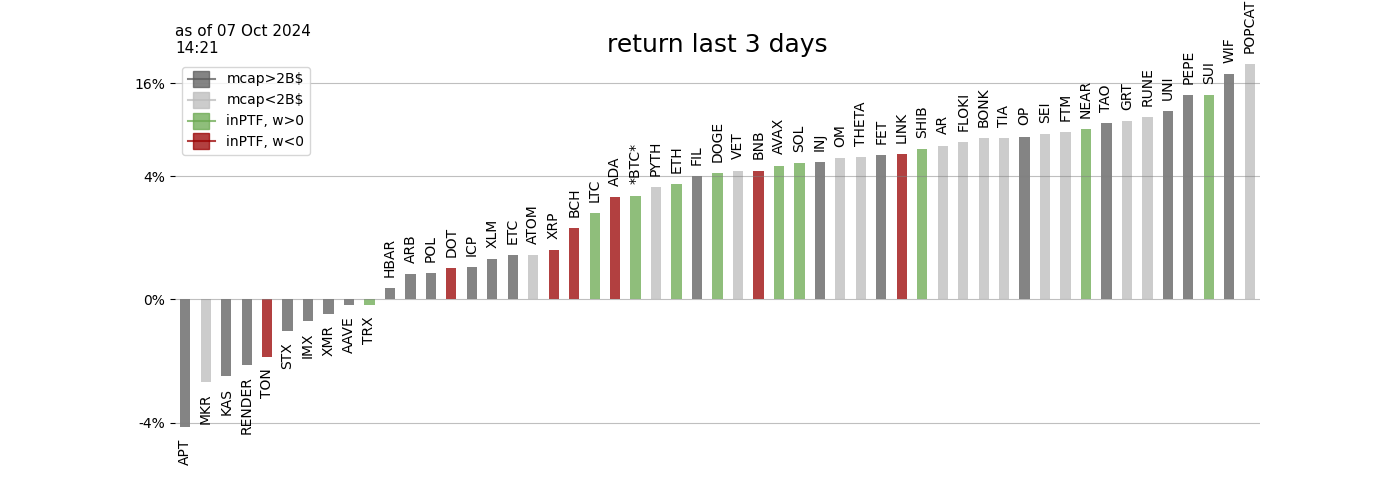 as of 07 Oct 2024
14:21
return last 3 days
mcap>2B$
mcap<2B$
inPTF, w>0
inPTF, w<0
16%
4%
0%
-4%
APT
MKR
KAS
RENDER
TON
STX
IMX
XMR
AAVE
TRX
HBAR
ARB
POL
DOT
ICP
XLM
ETC
ATOM
XRP
BCH
LTC
ADA
*BTC*
PYTH
ETH
FIL
DOGE
VET
BNB
AVAX
SOL
INJ
OM
THETA
FET
LINK
SHIB
AR
FLOKI
BONK
TIA
OP
SEI
FTM
NEAR
TAO
GRT
RUNE
UNI
PEPE
SUI
WIF
POPCAT